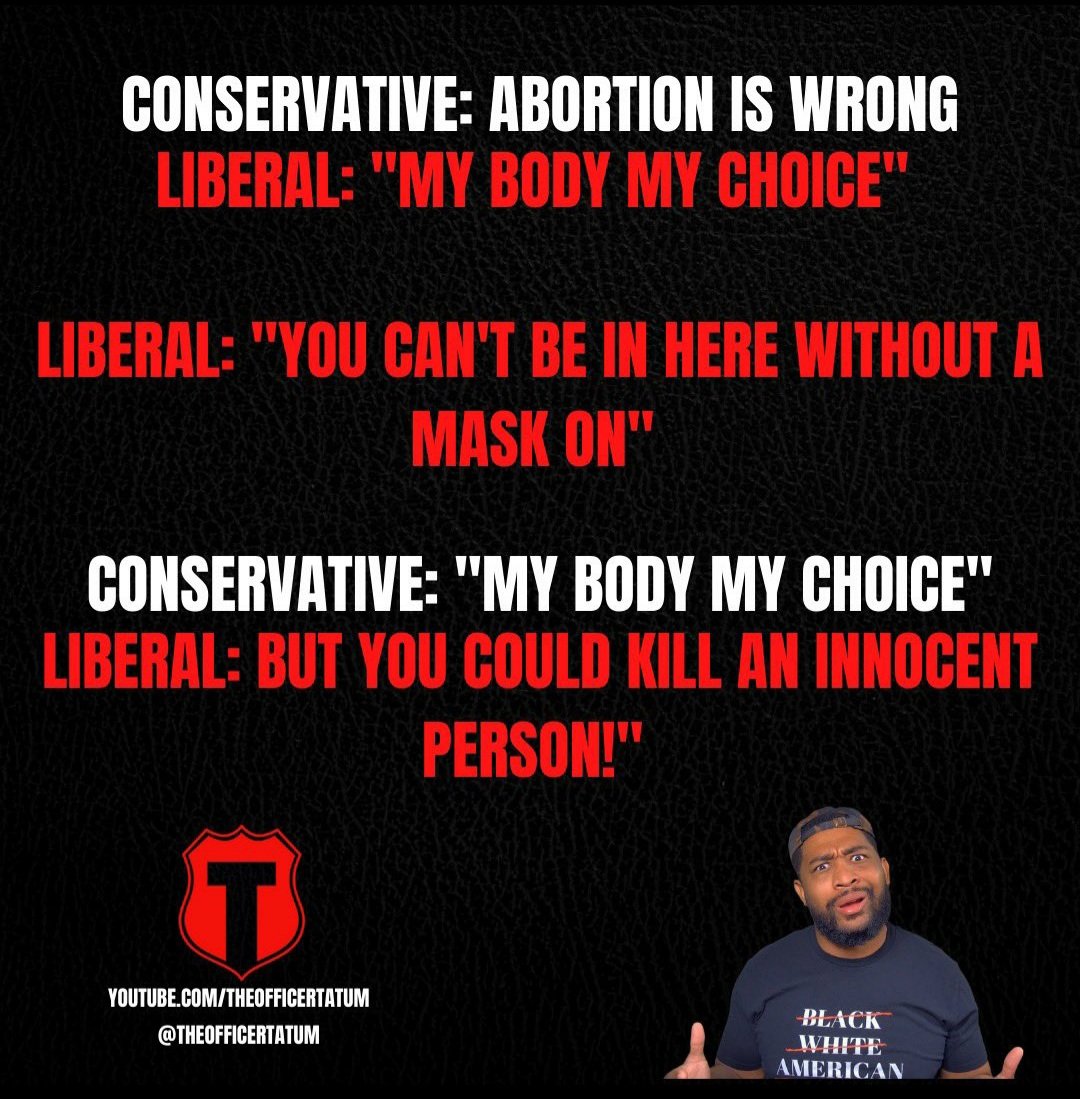 CONSERVATIVE: ABORTION IS WRONG
LIBERAL: "MY BODY MY CHOICE"
LIBERAL: "YOU CAN'T BE IN HERE WITHOUT A
MASK ON"
CONSERVATIVE: "MY BODY MY CHOICE"
LIBERAL: BUT YOU COULD KILL AN INNOCENT
PERSON!"
T
YOUTUBE.COM/THEOFFICERTATUM
@THEOFFICERTATUM
BLACK
WHITE
AMERICAN